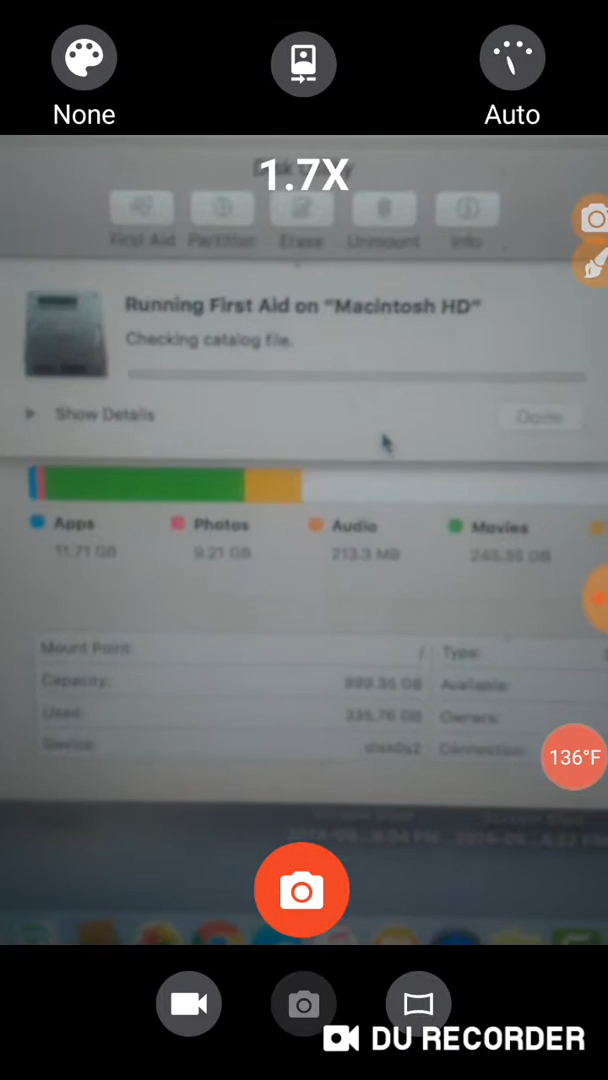 None
Auto
1.7X
First Aid Partition Erase Unmount Info
Running First Aid on "Macintosh HD"
Checking catalog file.
Show Details
Done
Apps Photos Audio Movies
11.71 GB 9.21 GB 213.3 MB 245.35 GB
Mount Point: / Type:
Capacity: 999.35 GB Available:
Used: 335.76 GB Owners:
Device: disk0s2 Connection:
136°F
DU RECORDER